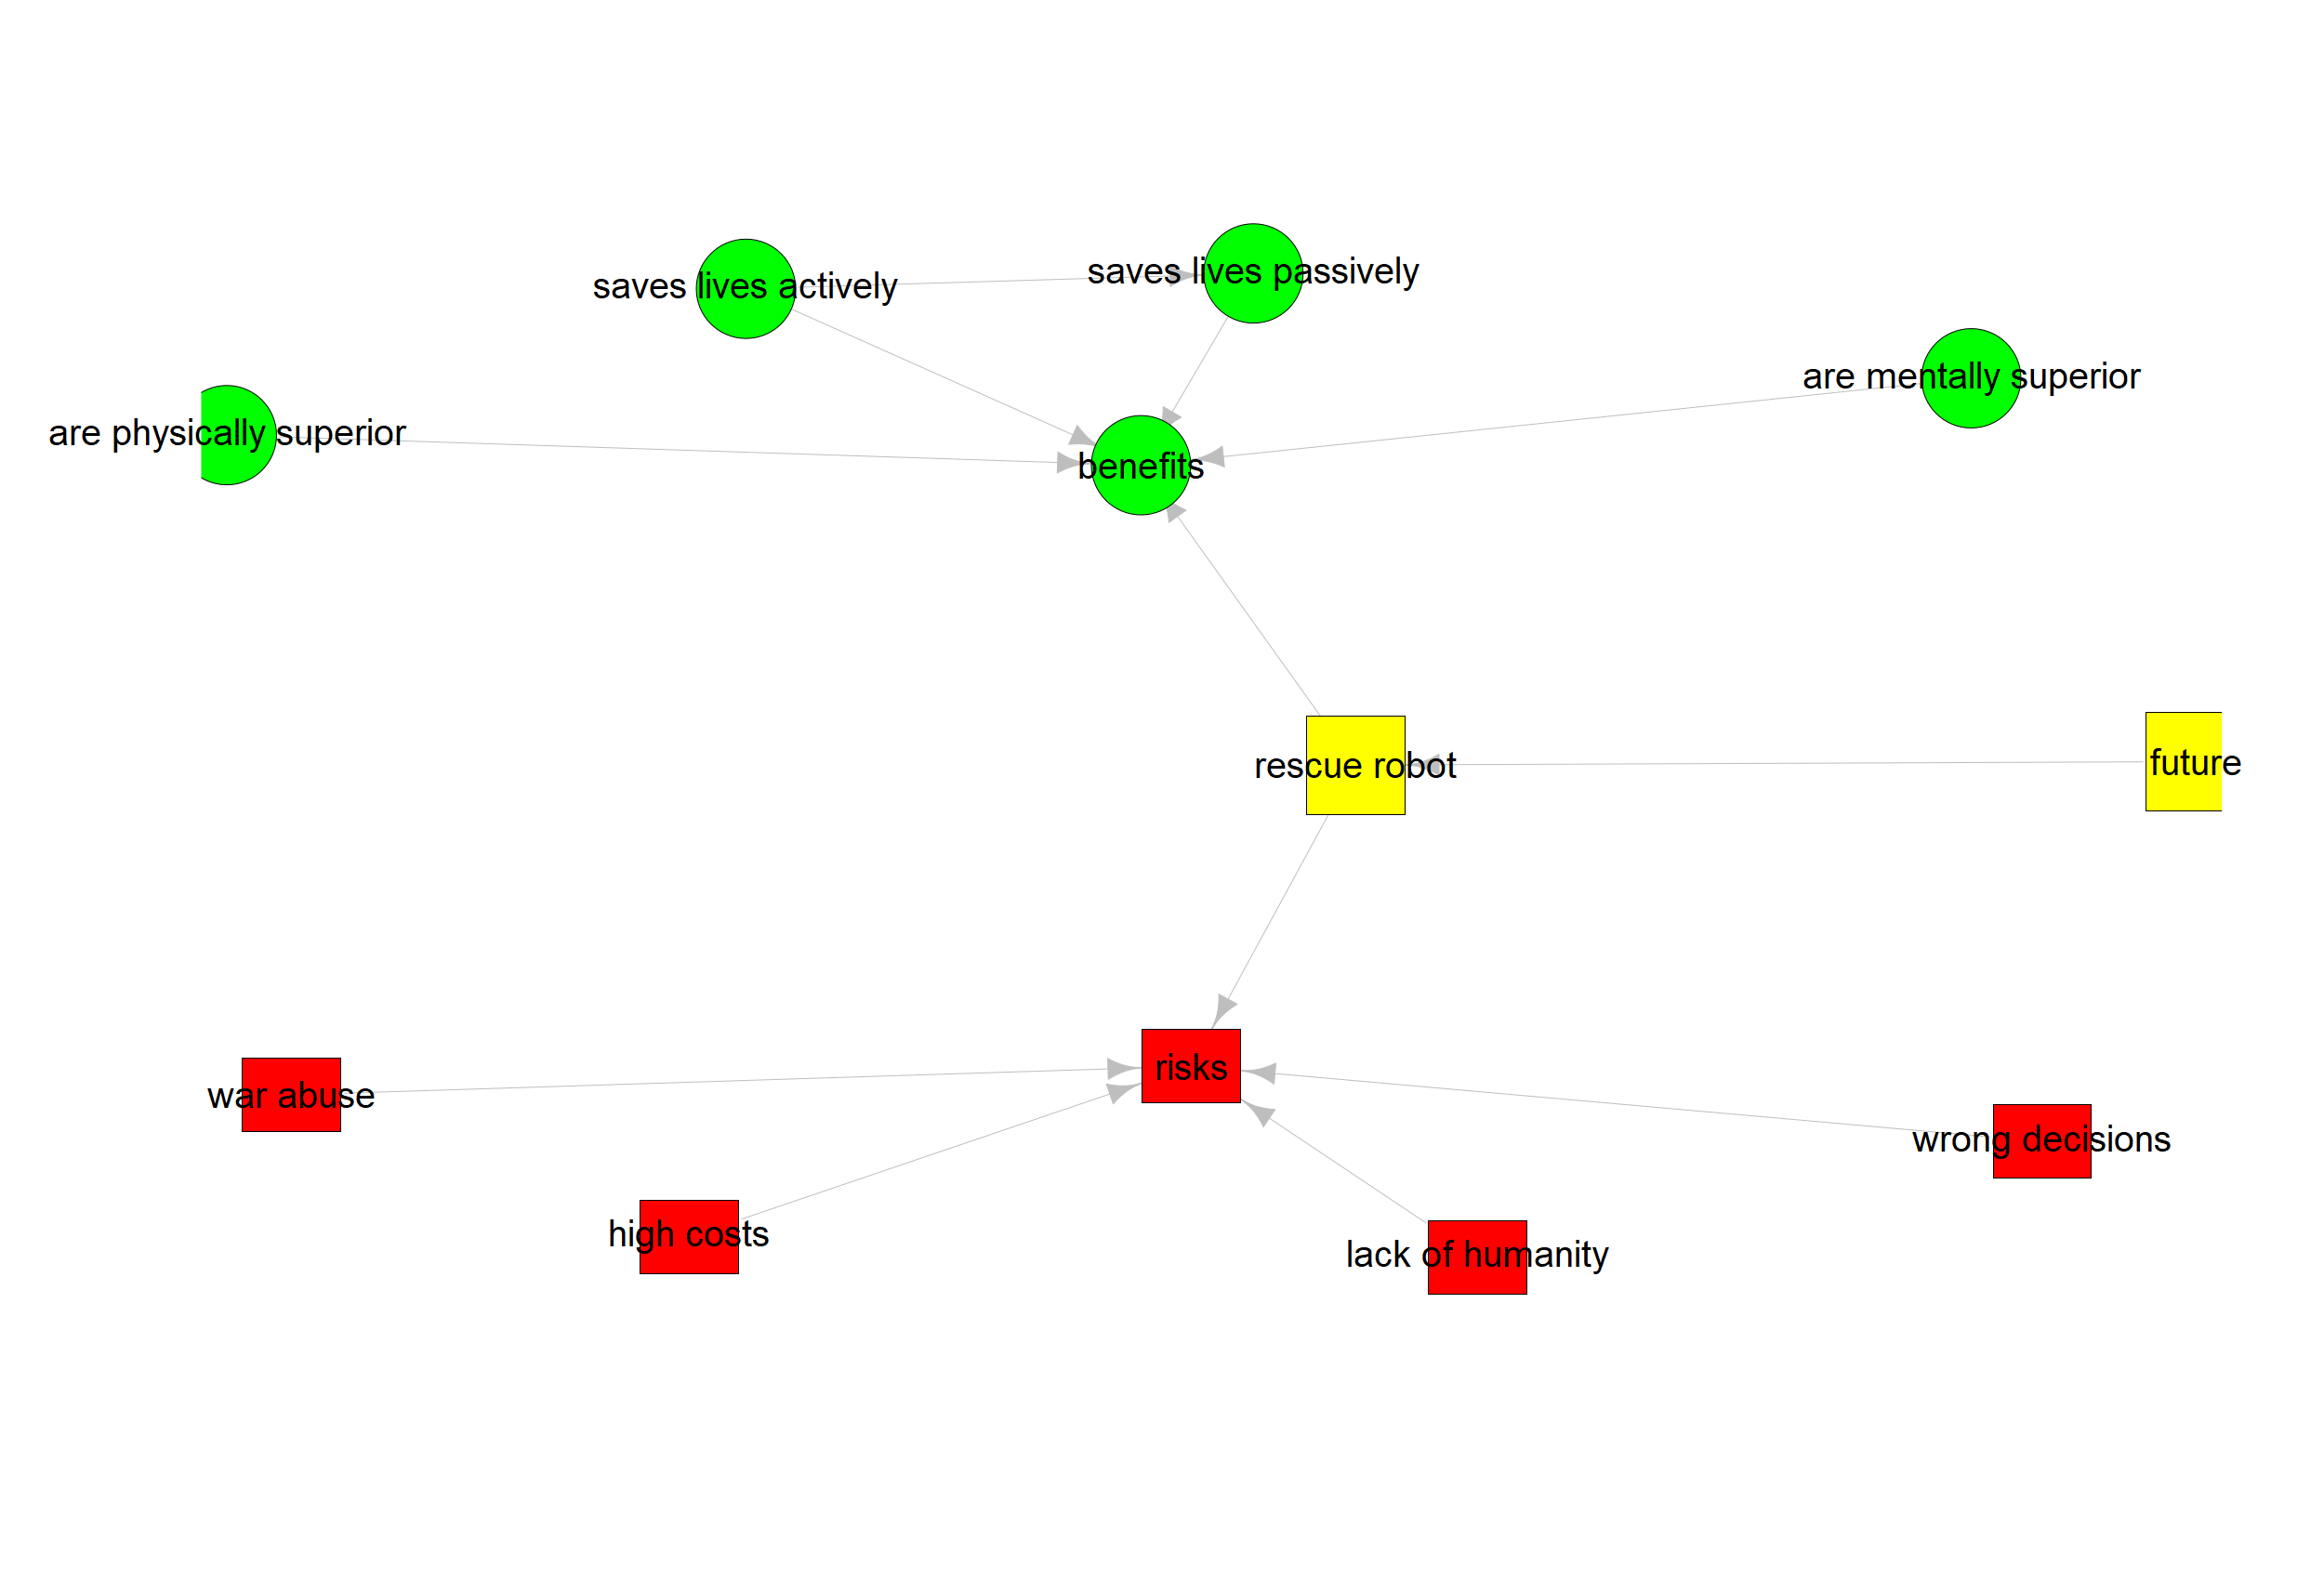 saves lives passively
saves lives actively
are mentally superior
are physically superior
benefits
rescue robot
future
risks
war abuse
wrong decisions
high costs
lack of humanity